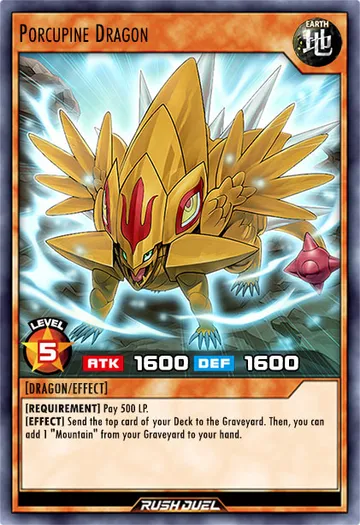 PORCUPINE DRAGON
EARTH
地
LEVEL
5
ATK 1600 DEF 1600
[DRAGON/EFFECT]
[REQUIREMENT] Pay 500 LP.
[EFFECT] Send the top card of your Deck to the Graveyard. Then, you can
add 1 "Mountain" from your Graveyard to your hand.
RUSH DUEL